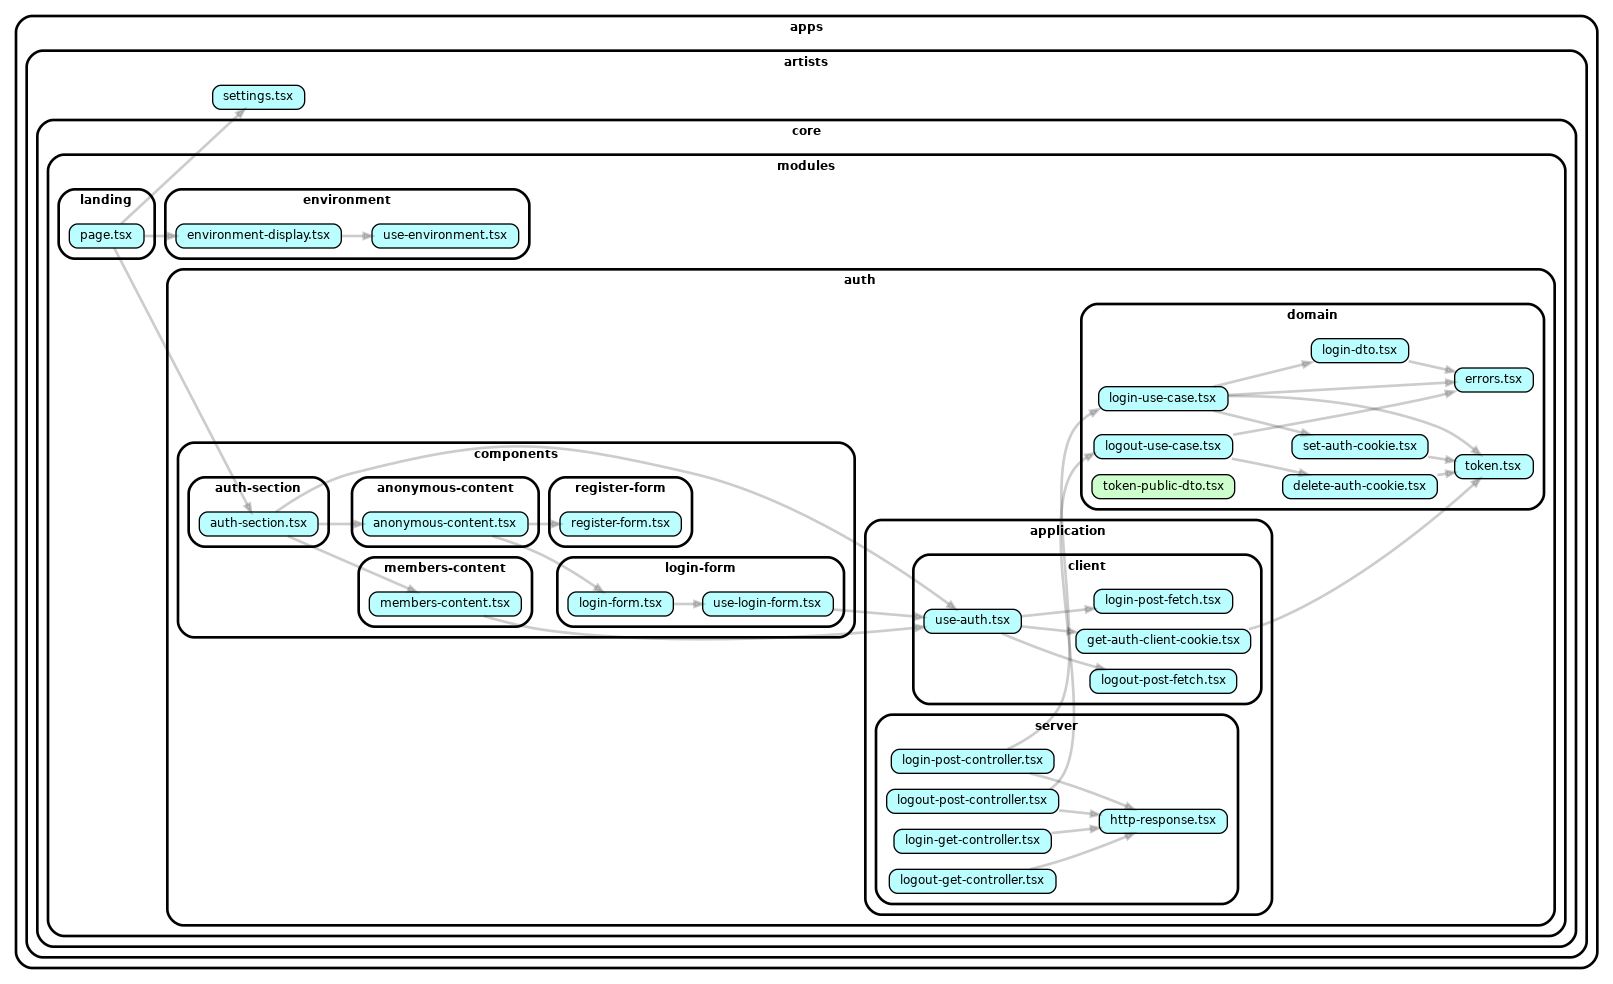 apps
artists
settings.tsx
core
modules
landing
page.tsx
environment
environment-display.tsx
use-environment.tsx
auth
domain
login-dto.tsx
errors.tsx
login-use-case.tsx
logout-use-case.tsx
set-auth-cookie.tsx
token.tsx
token-public-dto.tsx
delete-auth-cookie.tsx
components
auth-section
auth-section.tsx
anonymous-content
anonymous-content.tsx
register-form
register-form.tsx
members-content
members-content.tsx
login-form
login-form.tsx
use-login-form.tsx
application
client
use-auth.tsx
login-post-fetch.tsx
get-auth-client-cookie.tsx
logout-post-fetch.tsx
server
login-post-controller.tsx
logout-post-controller.tsx
http-response.tsx
login-get-controller.tsx
logout-get-controller.tsx